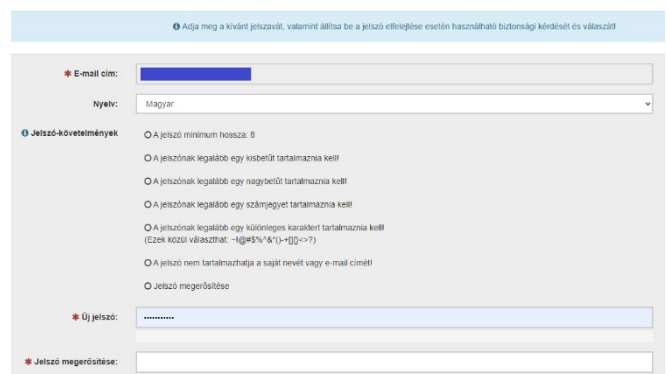 Adja meg a kívánt jelszavát, valamint állítsa be a jelszó elfelejtése esetén használható biztonsági kérdését és válaszát!
* E-mail cím:
Nyelv: Magyar
Jelszó-követelmények
A jelszó minimum hossza: 8
A jelszónak legalább egy kisbetűt tartalmaznia kell!
A jelszónak legalább egy nagybetűt tartalmaznia kell!
A jelszónak legalább egy számjegyet tartalmaznia kell!
A jelszónak legalább egy különleges karaktert tartalmaznia kell!
(Ezek közül választhat: ~!@#$%^&*()-+[]{}<>?)
A jelszó nem tartalmazhatja a saját nevét vagy e-mail címét!
Jelszó megerősítése
* Új jelszó: •••••••••••
* Jelszó megerősítése: